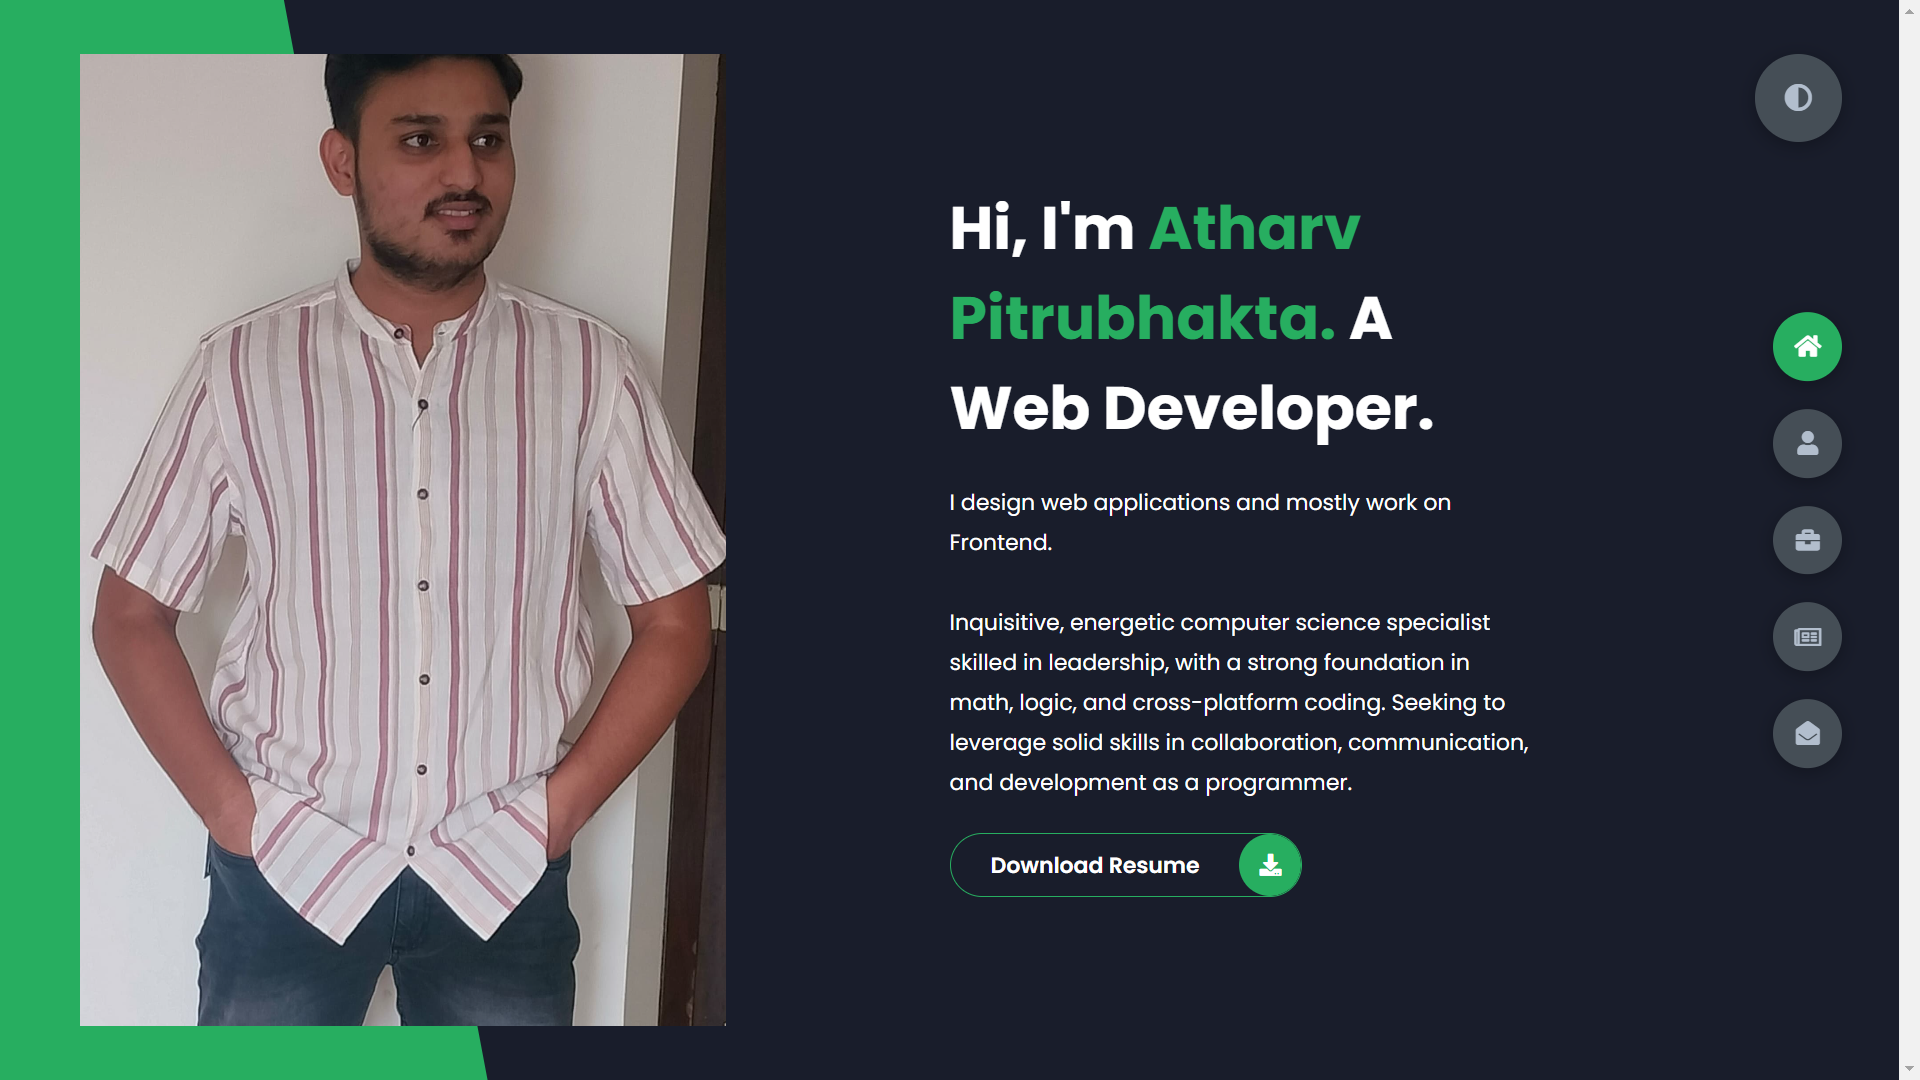 Hi, I'm Atharv
Pitrubhakta. A
Web Developer.
I design web applications and mostly work on
Frontend.
Inquisitive, energetic computer science specialist
skilled in leadership, with a strong foundation in
math, logic, and cross-platform coding. Seeking to
leverage solid skills in collaboration, communication,
and development as a programmer.
Download Resume